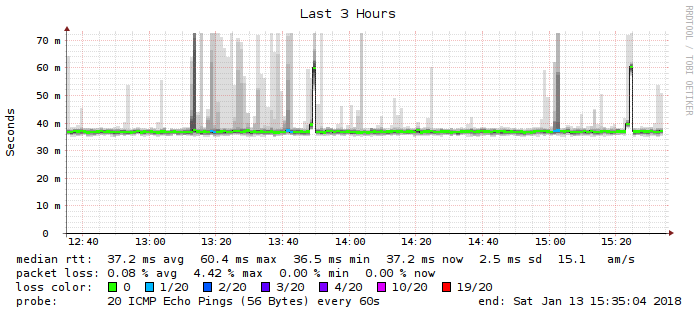 Last 3 Hours
RRDTOOL / TOBI OETIKER
Seconds
70 m
60 m
50 m
40 m
30 m
20 m
10 m
0
12:40 13:00 13:20 13:40 14:00 14:20 14:40 15:00 15:20
median rtt: 37.2 ms avg 60.4 ms max 36.5 ms min 37.2 ms now 2.5 ms sd 15.1 am/s
packet loss: 0.08 % avg 4.42 % max 0.00 % min 0.00 % now
loss color: 0 1/20 2/20 3/20 4/20 10/20 19/20
probe: 20 ICMP Echo Pings (56 Bytes) every 60s end: Sat Jan 13 15:35:04 2018